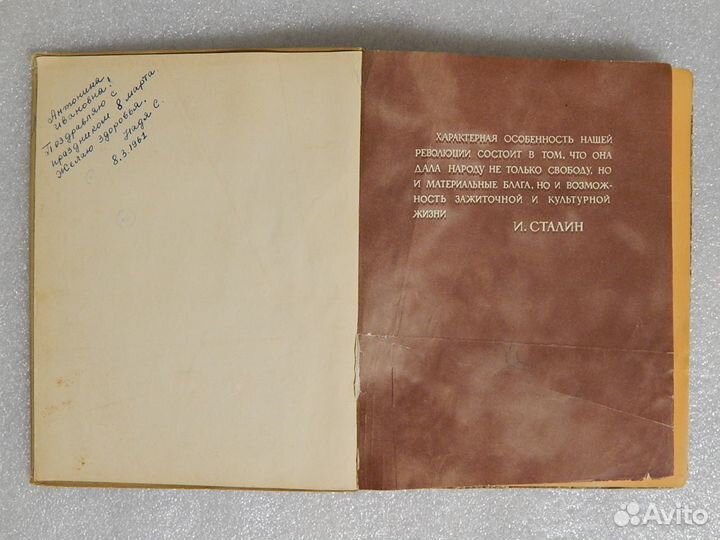 Антонина
Ивановна,
Поздравляю с
праздником 8 марта.
Желаю здоровья.
Надя С.
8.3.1961
ХАРАКТЕРНАЯ ОСОБЕННОСТЬ НАШЕЙ
РЕВОЛЮЦИИ СОСТОИТ В ТОМ, ЧТО ОНА
ДАЛА НАРОДУ НЕ ТОЛЬКО СВОБОДУ, НО
И МАТЕРИАЛЬНЫЕ БЛАГА, НО И ВОЗМОЖ-
НОСТЬ ЗАЖИТОЧНОЙ И КУЛЬТУРНОЙ
ЖИЗНИ
И. СТАЛИН
Avito